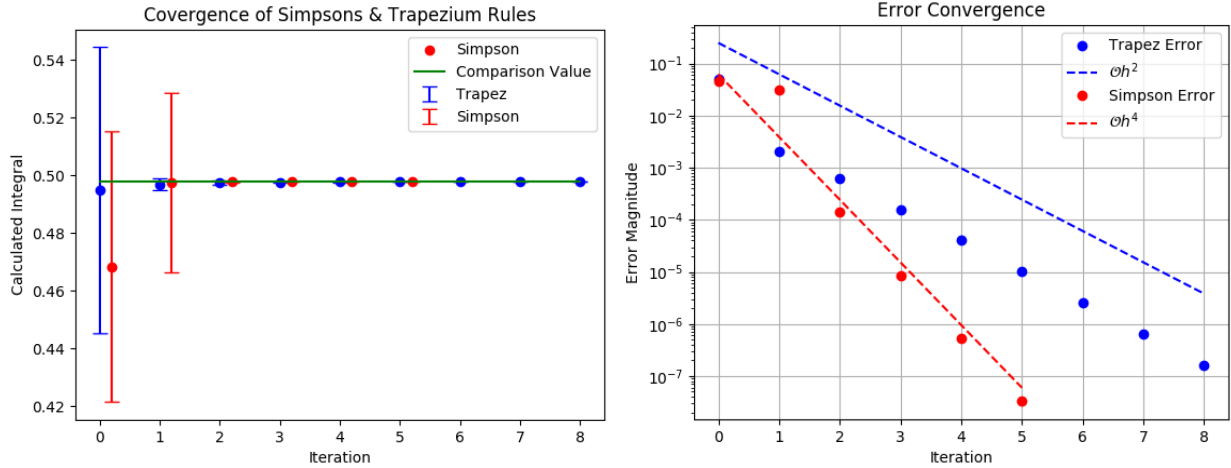 Covergence of Simpsons & Trapezium Rules
Calculated Integral
0.54
0.52
0.50
0.48
0.46
0.44
0.42
Simpson
Comparison Value
Trapez
Simpson
0 1 2 3 4 5 6 7 8
Iteration
Error Convergence
Error Magnitude
10⁻¹
10⁻²
10⁻³
10⁻⁴
10⁻⁵
10⁻⁶
10⁻⁷
Trapez Error
𝒪h²
Simpson Error
𝒪h⁴
0 1 2 3 4 5 6 7 8
Iteration